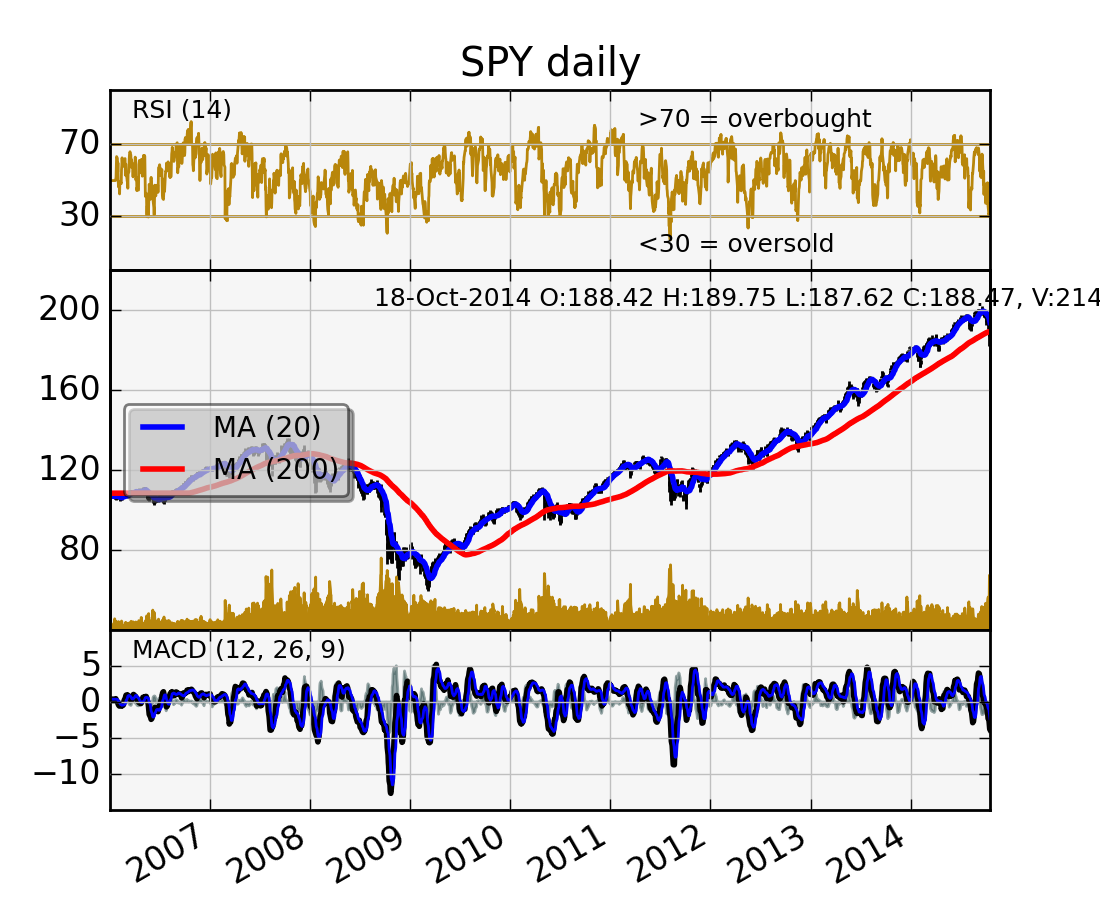 SPY daily
RSI (14)
>70 = overbought
70
30
<30 = oversold
18-Oct-2014 O:188.42 H:189.75 L:187.62 C:188.47, V:214
200
160
MA (20)
MA (200)
120
80
MACD (12, 26, 9)
5
0
−5
−10
2007 2008 2009 2010 2011 2012 2013 2014